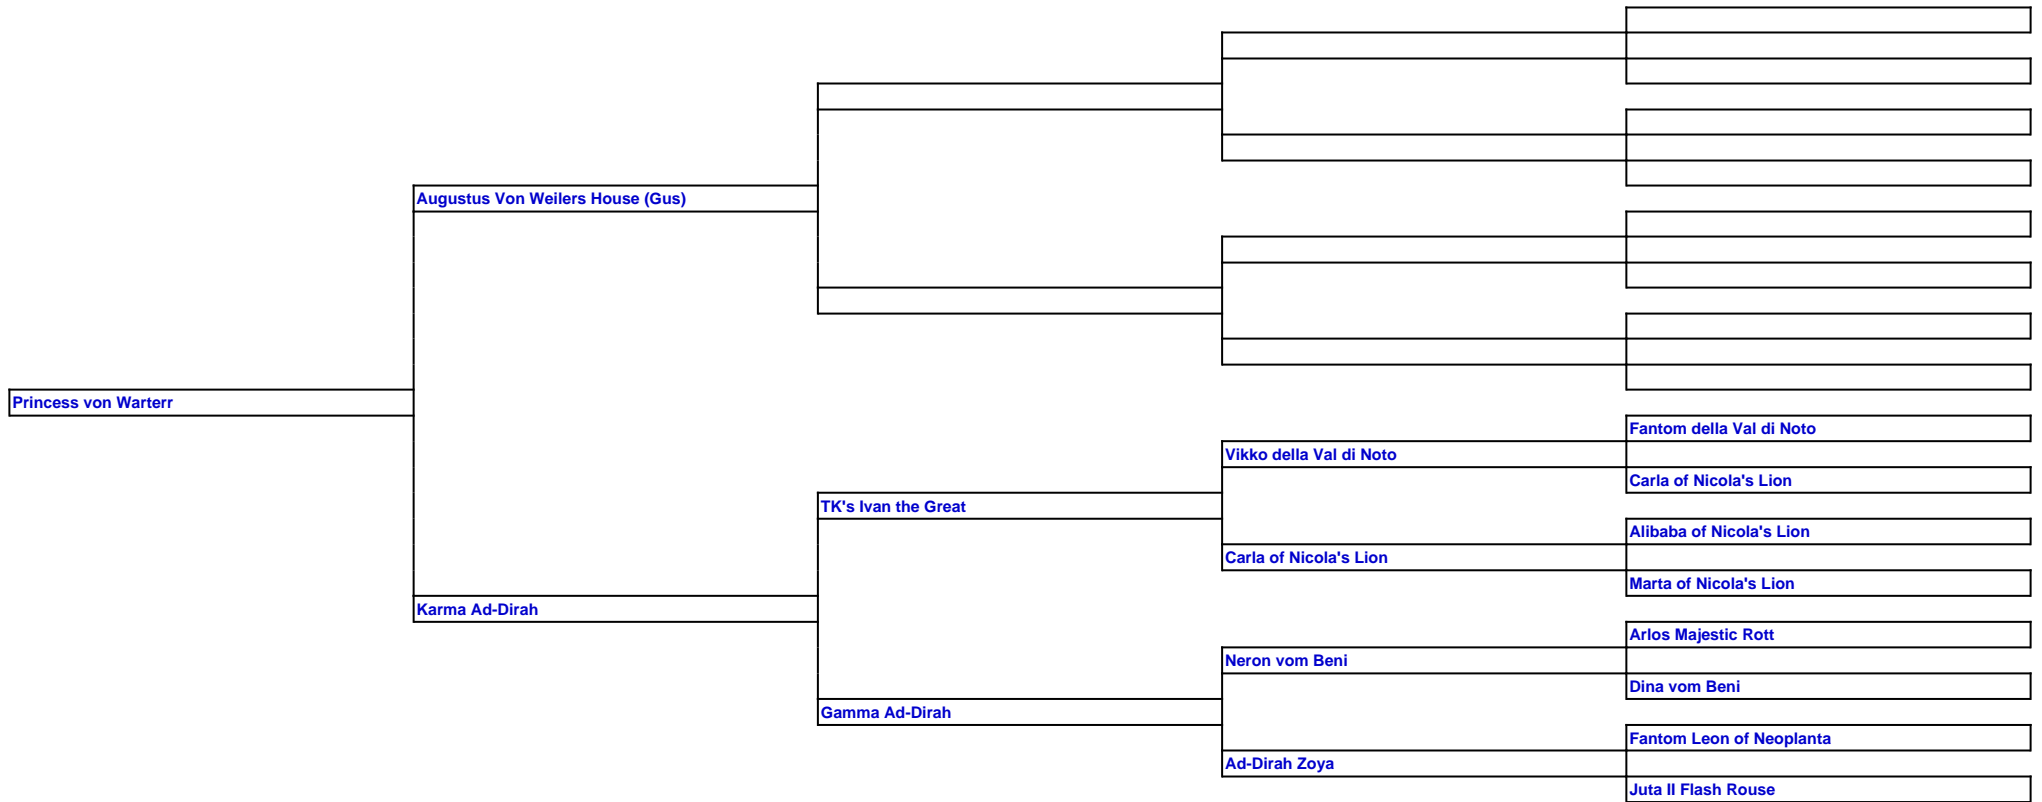 Augustus Von Weilers House (Gus)
Princess von Warterr
Fantom della Val di Noto
Vikko della Val di Noto
Carla of Nicola's Lion
TK's Ivan the Great
Alibaba of Nicola's Lion
Carla of Nicola's Lion
Marta of Nicola's Lion
Karma Ad-Dirah
Arlos Majestic Rott
Neron vom Beni
Dina vom Beni
Gamma Ad-Dirah
Fantom Leon of Neoplanta
Ad-Dirah Zoya
Juta II Flash Rouse